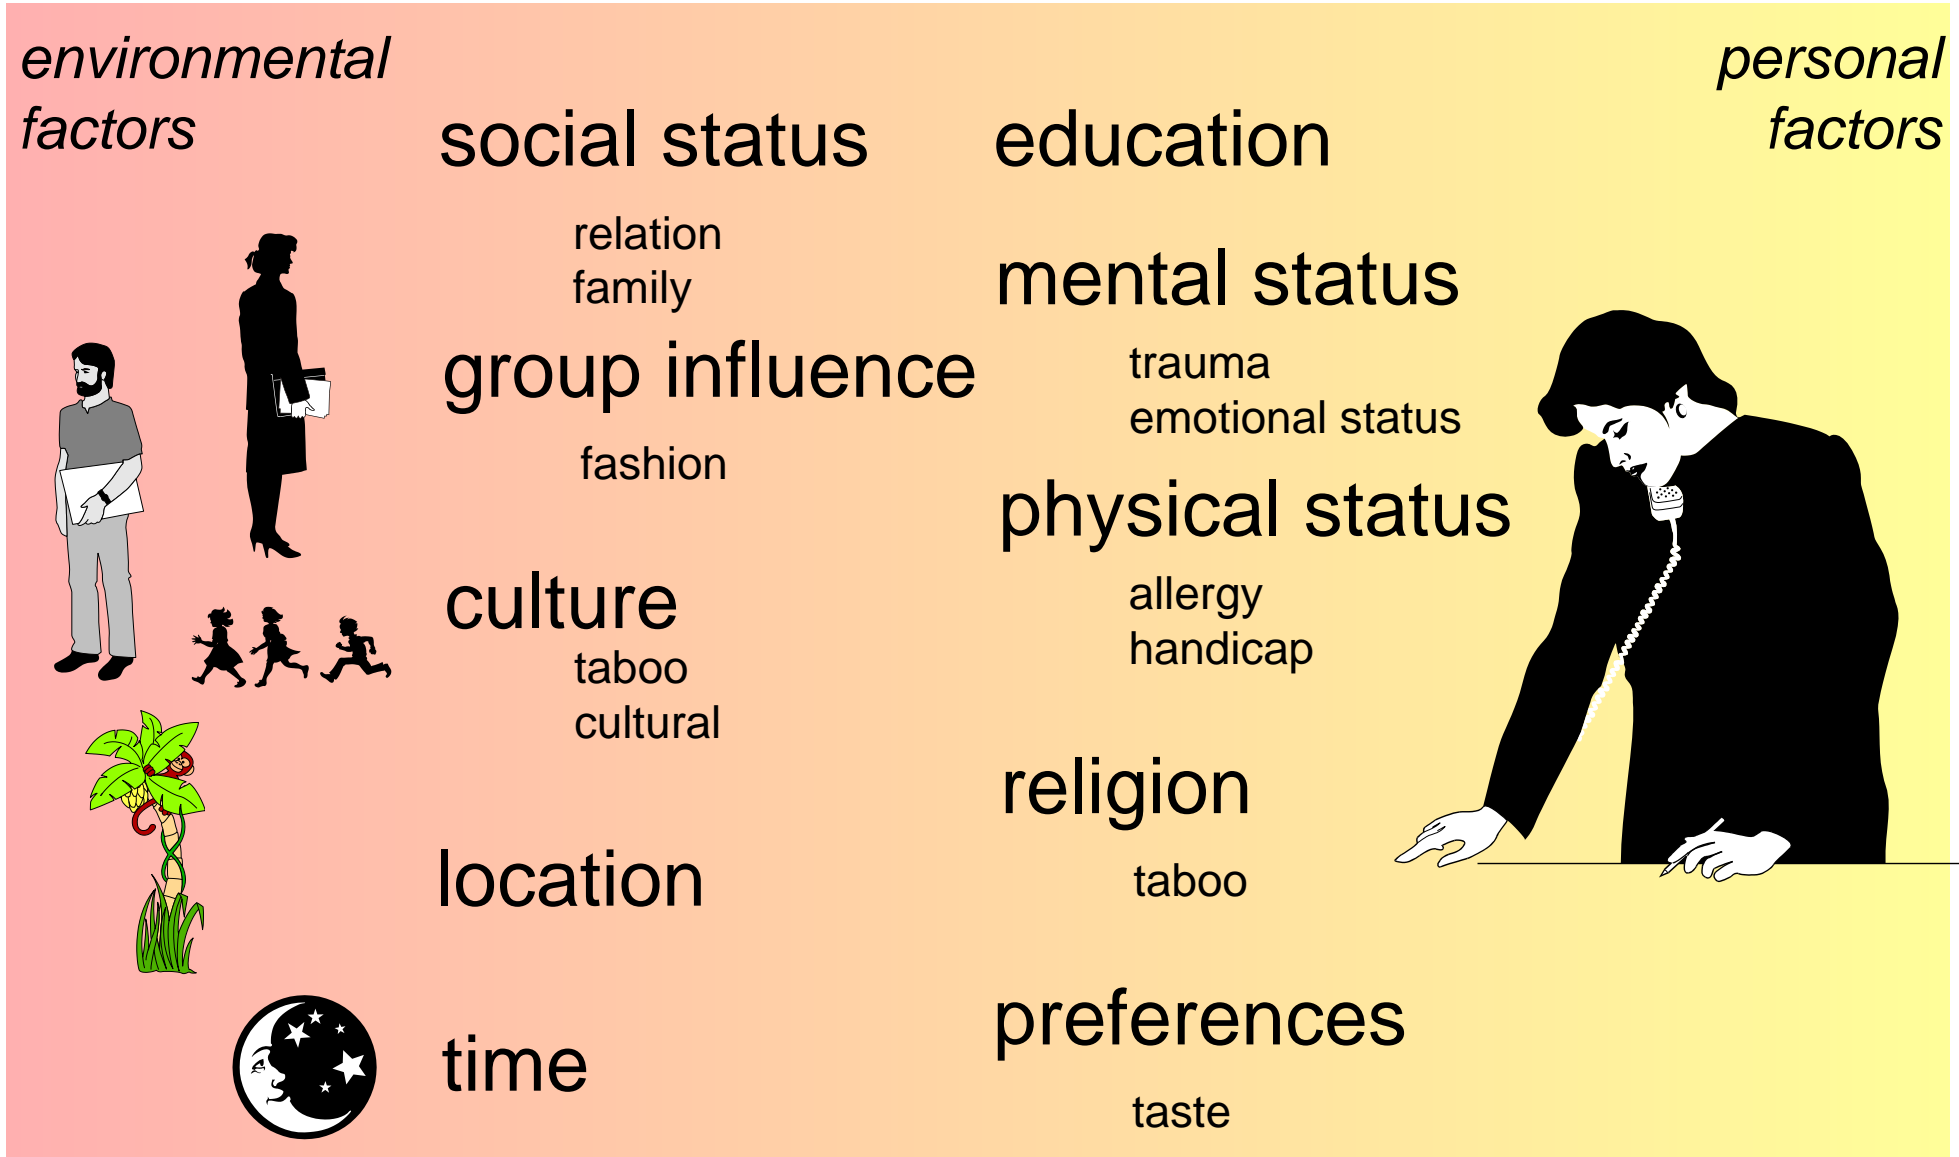 environmental
factors
social status
relation
family
group influence
fashion
culture
taboo
cultural
location
time
personal
factors
education
mental status
trauma
emotional status
physical status
allergy
handicap
religion
taboo
preferences
taste